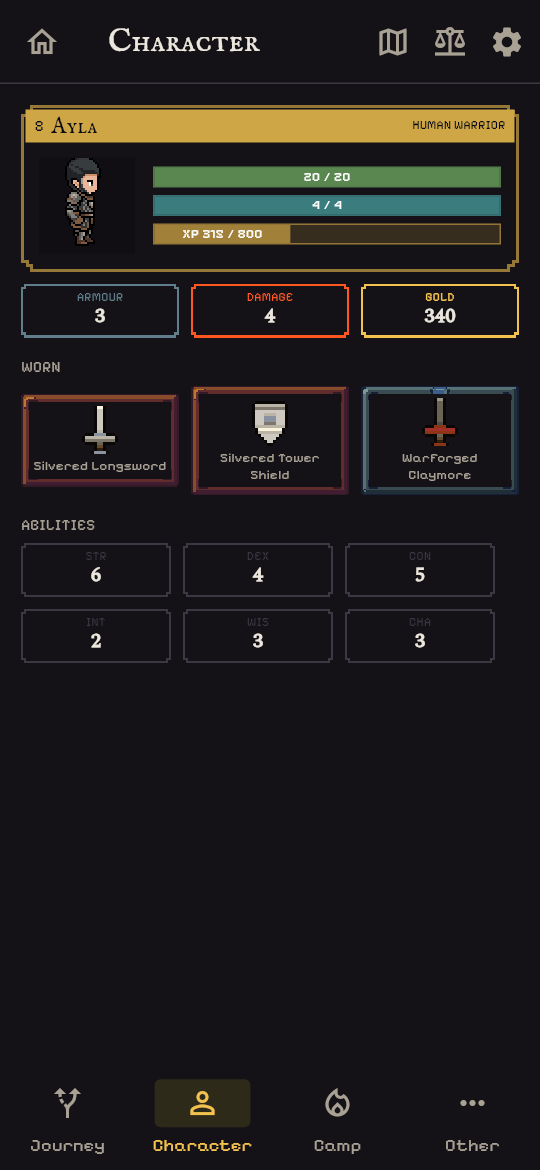 Character
8 Ayla HUMAN WARRIOR
20 / 20
4 / 4
XP 315 / 800
ARMOUR DAMAGE GOLD
3 4 340
WORN
Silvered Longsword
Silvered Tower Shield
Warforged Claymore
ABILITIES
STR DEX CON
6 4 5
INT WIS CHA
2 3 3
Journey Character Camp Other